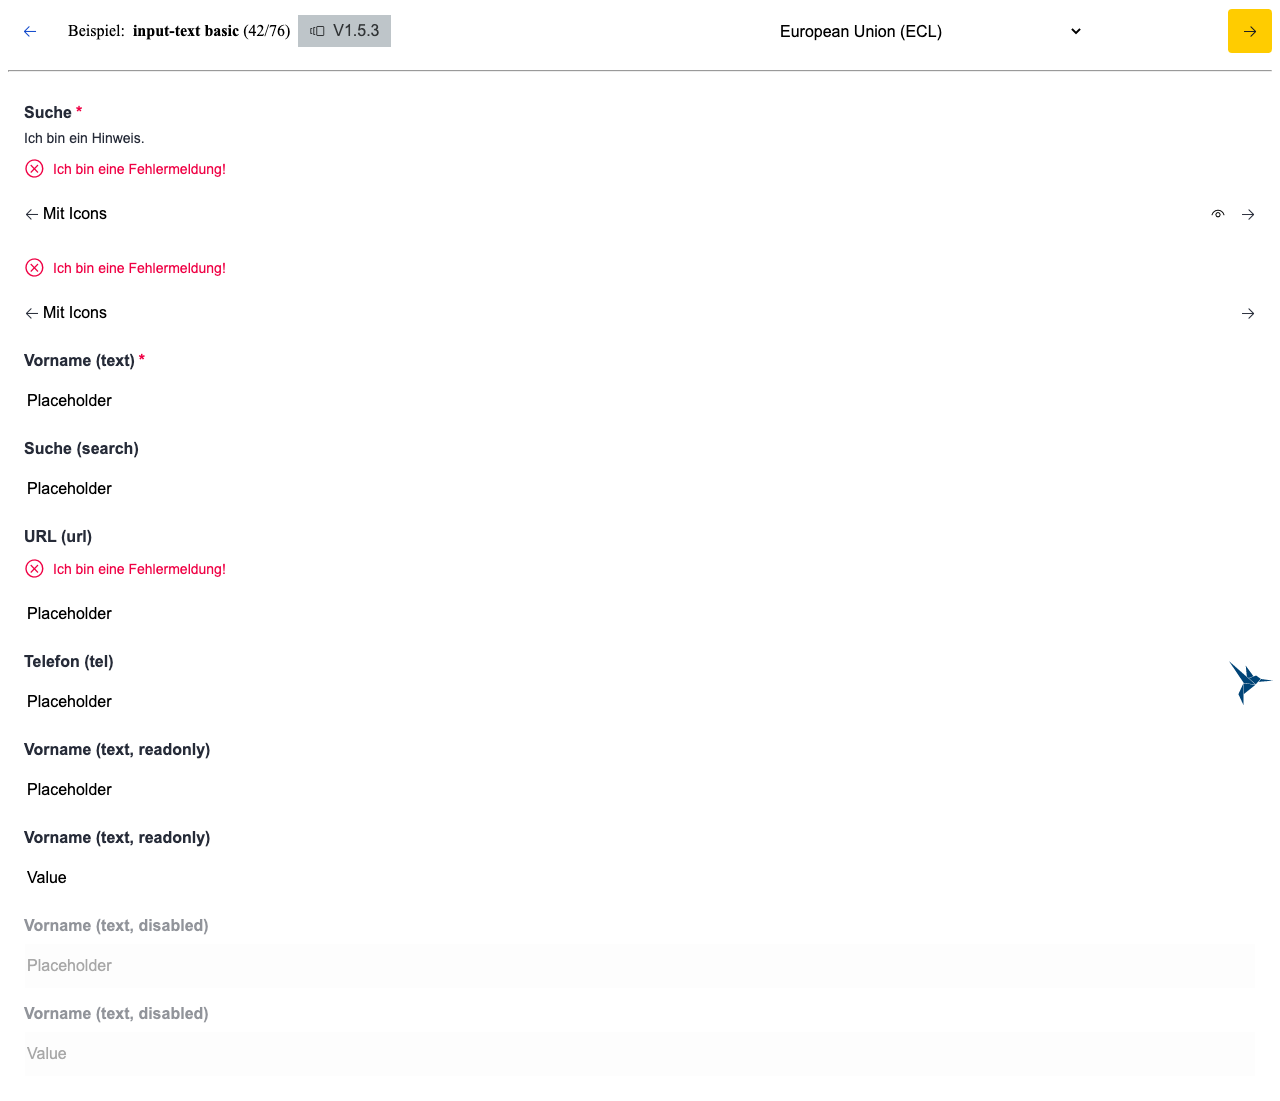 Beispiel: input-text basic (42/76) V1.5.3 European Union (ECL)
Suche *
Ich bin ein Hinweis.
Ich bin eine Fehlermeldung!
Mit Icons
Ich bin eine Fehlermeldung!
Mit Icons
Vorname (text) *
Placeholder
Suche (search)
Placeholder
URL (url)
Ich bin eine Fehlermeldung!
Placeholder
Telefon (tel)
Placeholder
Vorname (text, readonly)
Placeholder
Vorname (text, readonly)
Value
Vorname (text, disabled)
Placeholder
Vorname (text, disabled)
Value